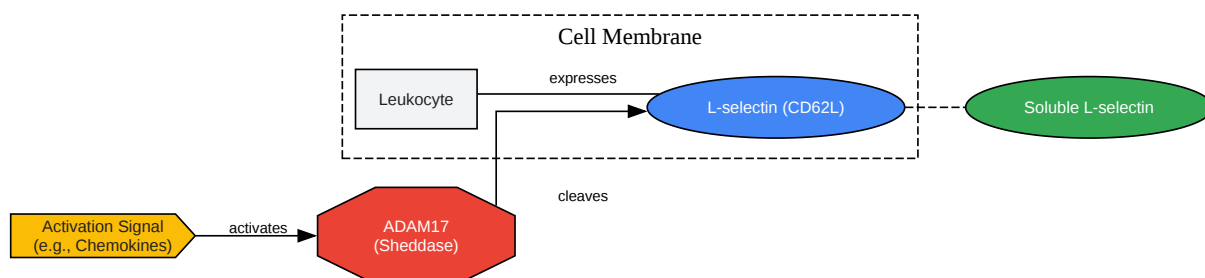 Cell Membrane
Leukocyte
expresses
L-selectin (CD62L)
Soluble L-selectin
cleaves
Activation Signal
(e.g., Chemokines)
activates
ADAM17
(Sheddase)